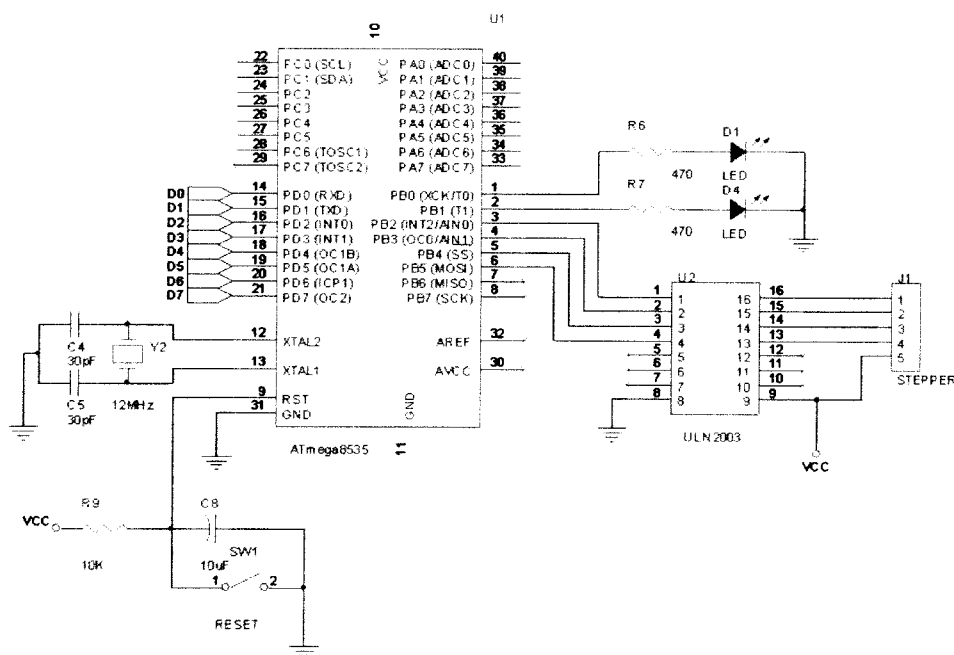 U1
10
VCC
22 PC0 (SCL) PA0 (ADC0) 40
23 PC1 (SDA) PA1 (ADC1) 39
24 PC2 PA2 (ADC2) 38
25 PC3 PA3 (ADC3) 37
26 PC4 PA4 (ADC4) 36
27 PC5 PA5 (ADC5) 35
28 PC6 (TOSC1) PA6 (ADC6) 34
29 PC7 (TOSC2) PA7 (ADC7) 33
R6 D1
470 LED
R7 D4
470 LED
D0 14 PD0 (RXD) PB0 (XCK/T0) 1
D1 15 PD1 (TXD) PB1 (T1) 2
D2 16 PD2 (INT0) PB2 (INT2/AIN0) 3
D3 17 PD3 (INT1) PB3 (OC0/AIN1) 4
D4 18 PD4 (OC1B) PB4 (SS) 5
D5 19 PD5 (OC1A) PB5 (MOSI) 6
D6 20 PD6 (ICP1) PB6 (MISO) 7
D7 21 PD7 (OC2) PB7 (SCK) 8
U2 J1
1 1 16 16 1
2 2 15 15 2
3 3 14 14 3
4 4 13 13 4
5 5 12 12 5
6 6 11 11
7 7 10 10
8 8 9 9
STEPPER
ULN2003
VCC
C4
30pF
Y2
12 XTAL2 AREF 32
13 XTAL1 AVCC 30
C5
30pF
12MHz
9 RST
31 GND
GND
11
ATmega8535
R9 C8
VCC
10K 10uF
SW1
1 2
RESET